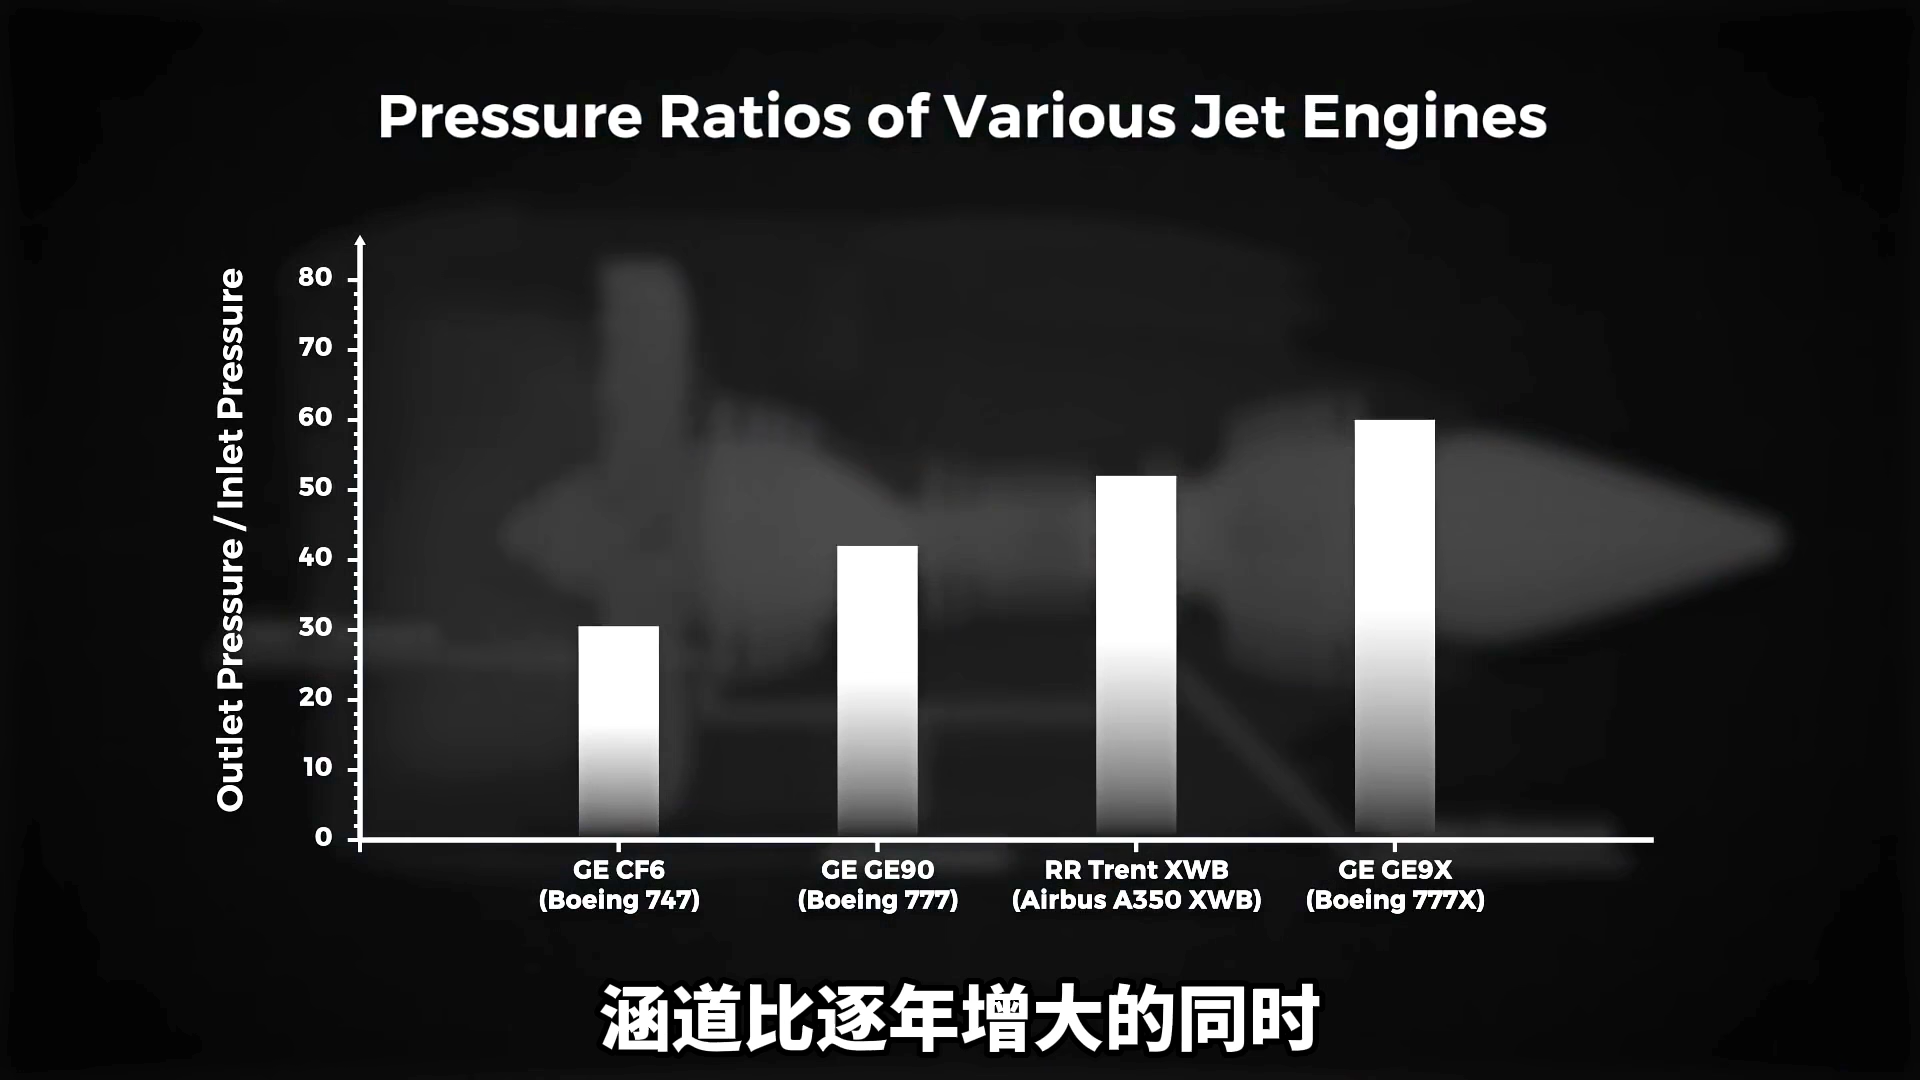 Pressure Ratios of Various Jet Engines
Outlet Pressure / Inlet Pressure
80
70
60
50
40
30
20
10
0
GE CF6
(Boeing 747)
GE GE90
(Boeing 777)
RR Trent XWB
(Airbus A350 XWB)
GE GE9X
(Boeing 777X)
涵道比逐年增大的同时